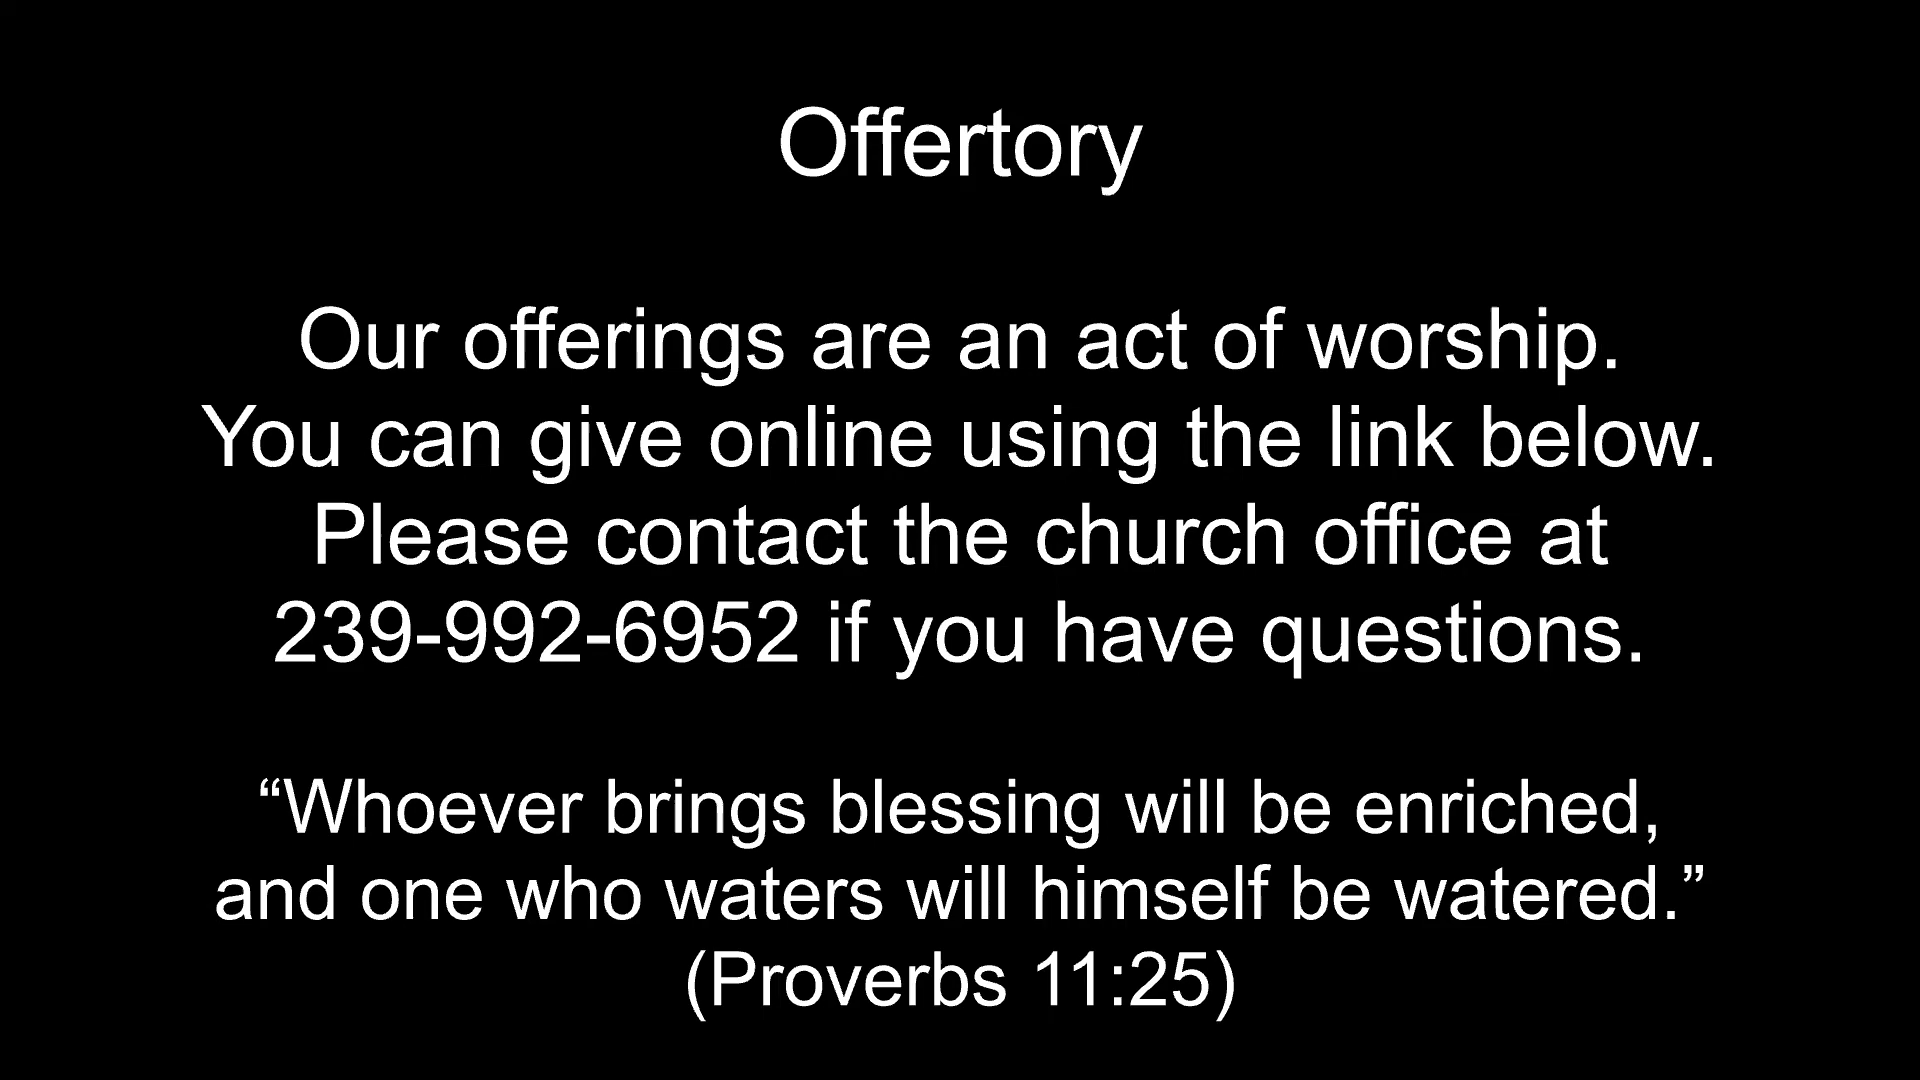 Offertory
Our offerings are an act of worship.
You can give online using the link below.
Please contact the church office at
239-992-6952 if you have questions.
“Whoever brings blessing will be enriched,
and one who waters will himself be watered.”
(Proverbs 11:25)